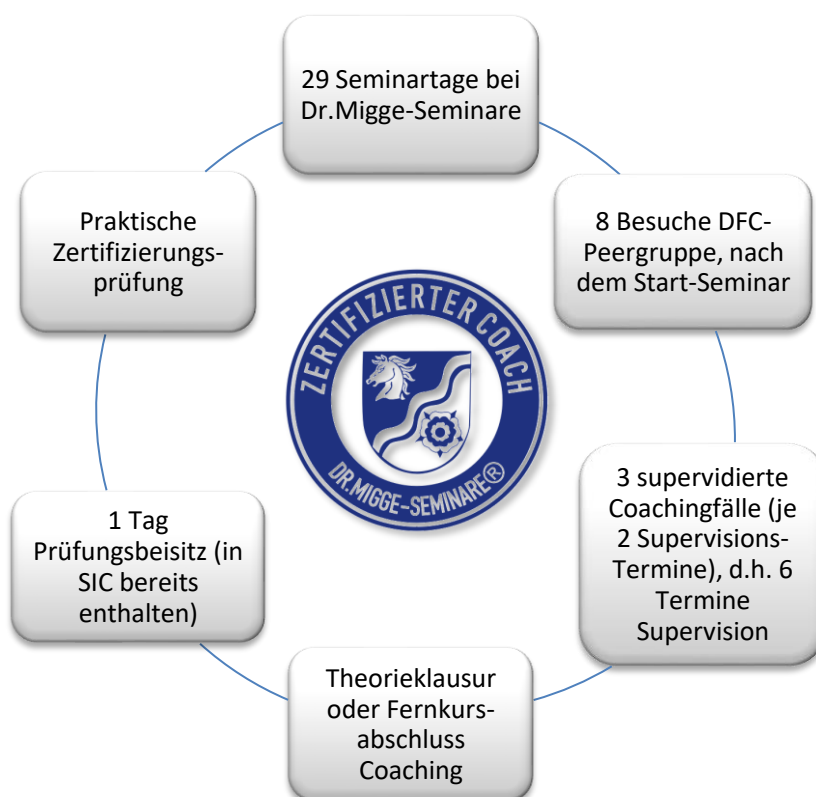 29 Seminartage bei
Dr.Migge-Seminare
8 Besuche DFC-
Peergruppe, nach
dem Start-Seminar
3 supervidierte
Coachingfälle (je
2 Supervisions-
Termine), d.h. 6
Termine
Supervision
Theorieklausur
oder Fernkurs-
abschluss
Coaching
1 Tag
Prüfungsbeisitz (in
SIC bereits
enthalten)
Praktische
Zertifizierungs-
prüfung
ZERTIFIZIERTER COACH
DR.MIGGE-SEMINARE®